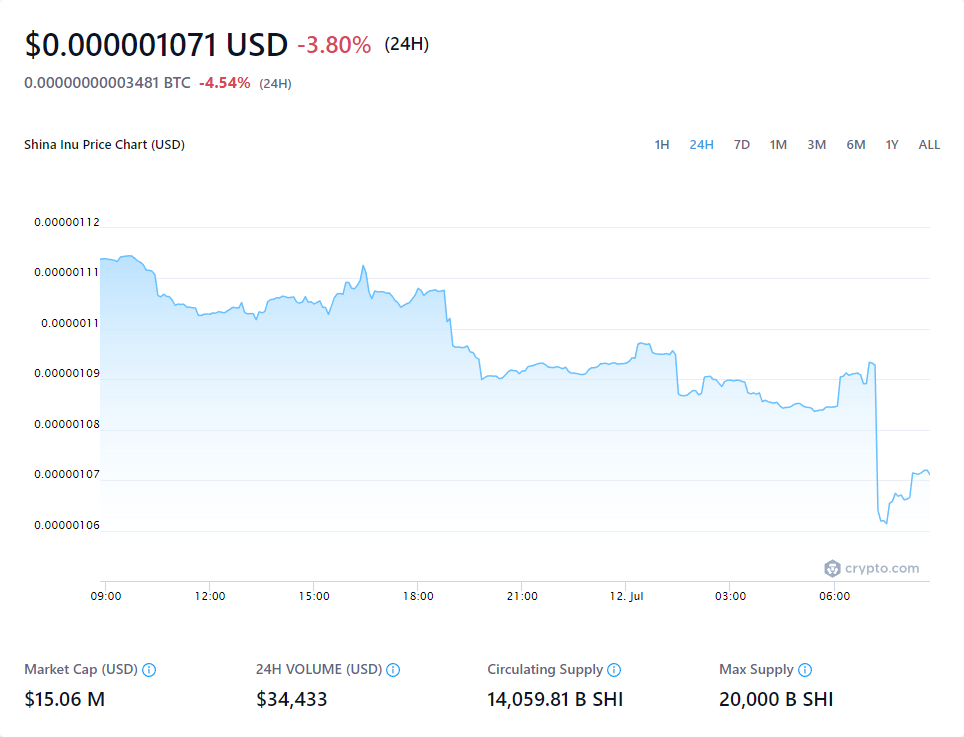 $0.000001071 USD -3.80% (24H)
0.00000000003481 BTC -4.54% (24H)
Shina Inu Price Chart (USD) 1H 24H 7D 1M 3M 6M 1Y ALL
0.00000112
0.00000111
0.0000011
0.00000109
0.00000108
0.00000107
0.00000106
crypto.com
09:00 12:00 15:00 18:00 21:00 12. Jul 03:00 06:00
Market Cap (USD) 24H VOLUME (USD) Circulating Supply Max Supply
$15.06 M $34,433 14,059.81 B SHI 20,000 B SHI